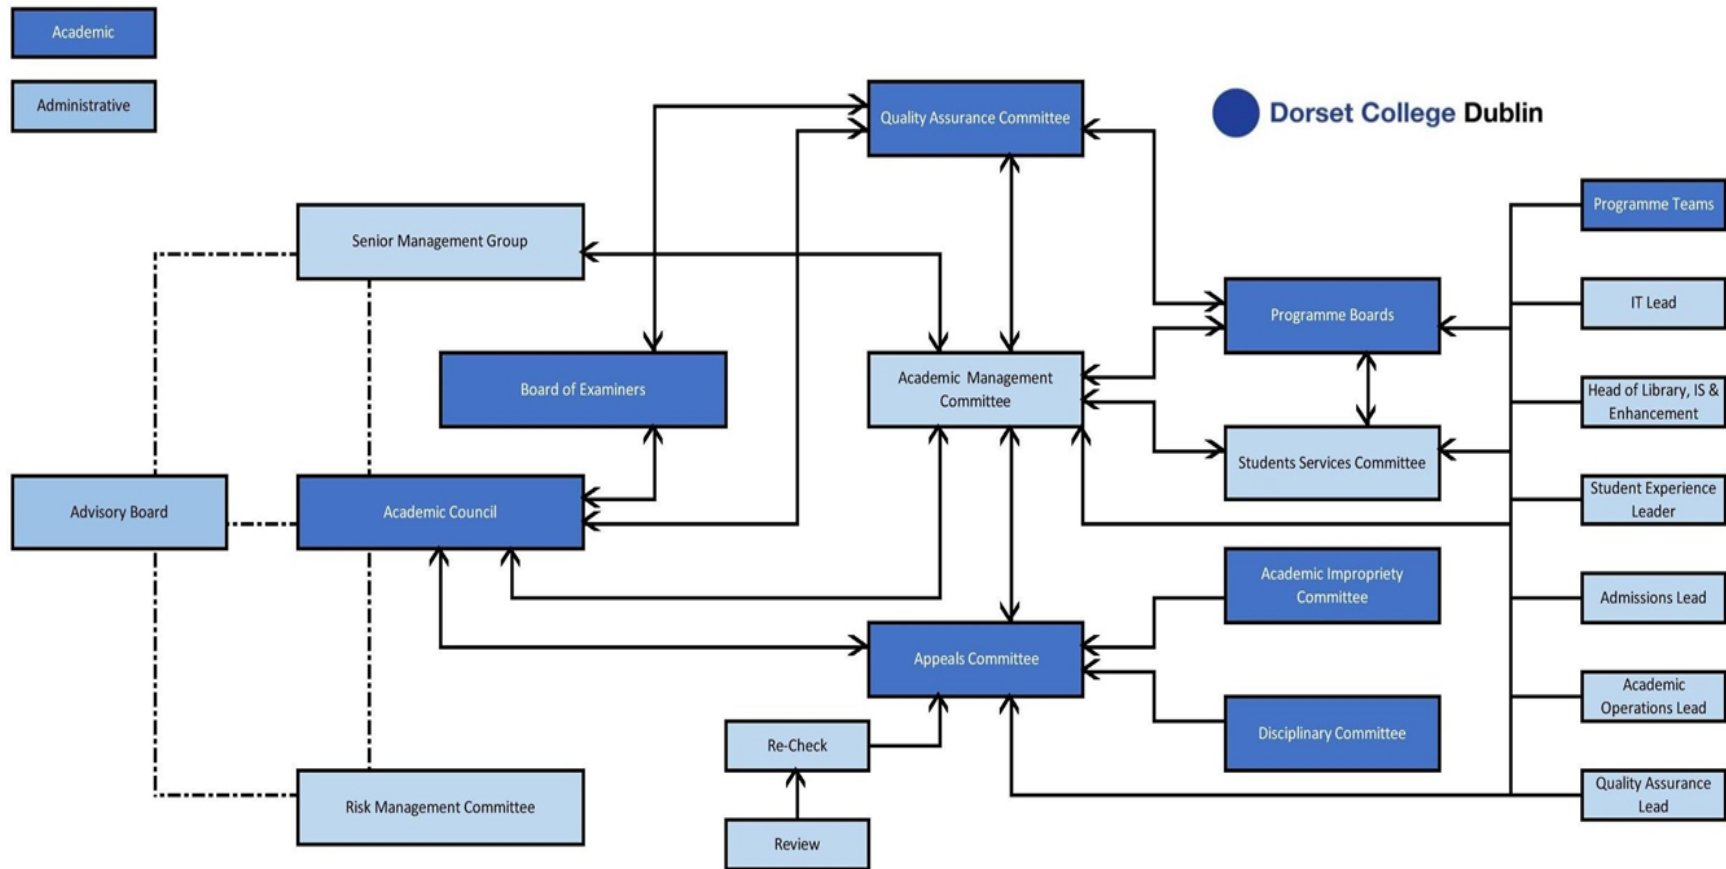 Academic
Administrative
Quality Assurance Committee
Dorset College Dublin
Programme Teams
Senior Management Group
IT Lead
Programme Boards
Board of Examiners
Academic Management
Committee
Head of Library, IS &
Enhancement
Students Services Committee
Advisory Board
Academic Council
Student Experience
Leader
Academic Impropriety
Committee
Admissions Lead
Appeals Committee
Academic
Operations Lead
Re-Check
Disciplinary Committee
Risk Management Committee
Quality Assurance
Lead
Review